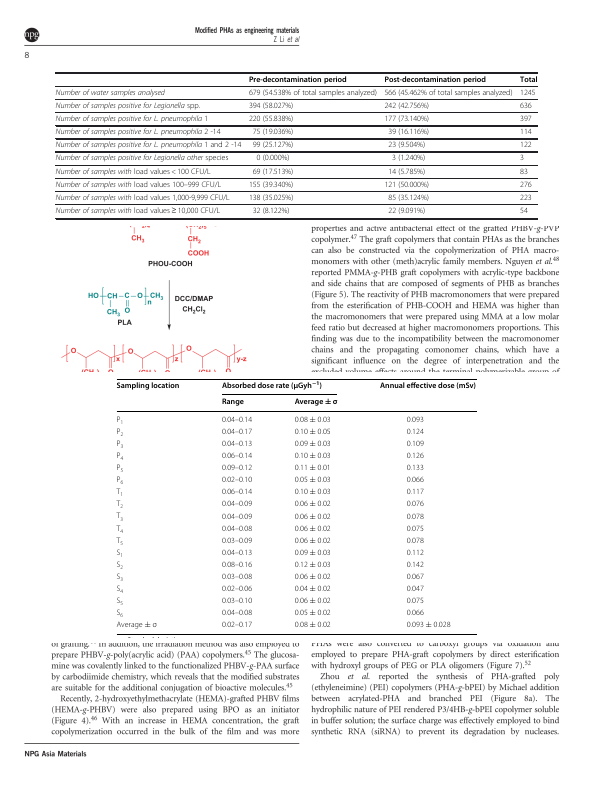 npg
Modified PHAs as engineering materials
Z Li et al
8
Pre-decontamination period Post-decontamination period Total
Number of water samples analysed 679 (54.538% of total samples analyzed) 566 (45.462% of total samples analyzed) 1245
Number of samples positive for Legionella spp. 394 (58.027%) 242 (42.756%) 636
Number of samples positive for L. pneumophila 1 220 (55.838%) 177 (73.140%) 397
Number of samples positive for L. pneumophila 2 -14 75 (19.036%) 39 (16.116%) 114
Number of samples positive for L. pneumophila 1 and 2 -14 99 (25.127%) 23 (9.504%) 122
Number of samples positive for Legionella other species 0 (0.000%) 3 (1.240%) 3
Number of samples with load values < 100 CFU/L 69 (17.513%) 14 (5.785%) 83
Number of samples with load values 100–999 CFU/L 155 (39.340%) 121 (50.000%) 276
Number of samples with load values 1,000-9,999 CFU/L 138 (35.025%) 85 (35.124%) 223
Number of samples with load values ≥ 10,000 CFU/L 32 (8.122%) 22 (9.091%) 54
CH3 CH3
COOH
PHOU-COOH
HO CH C O CH3
n
CH3 O
PLA
DCC/DMAP
CH2Cl2
O O O
x z y-z
O O O
properties and active antibacterial effect of the grafted PHBV-g-PVP
copolymer.47 The graft copolymers that contain PHAs as the branches
can also be constructed via the copolymerization of PHA macro-
monomers with other (meth)acrylic family members. Nguyen et al.48
reported PMMA-g-PHB graft copolymers with acrylic-type backbone
and side chains that are composed of segments of PHB as branches
(Figure 5). The reactivity of PHB macromonomers that were prepared
from the esterification of PHB-COOH and HEMA was higher than
the macromonomers that were prepared using MMA at a low molar
feed ratio but decreased at higher macromonomers proportions. This
finding was due to the incompatibility between the macromonomer
chains and the propagating comonomer chains, which have a
significant influence on the degree of interpenetration and the
excluded volume effects around the terminal polymerizable group of
Sampling location Absorbed dose rate (μGyh−1) Annual effective dose (mSv)
Range Average ± σ
P1 0.04–0.14 0.08 ± 0.03 0.093
P2 0.04–0.17 0.10 ± 0.05 0.124
P3 0.04–0.13 0.09 ± 0.03 0.109
P4 0.06–0.14 0.10 ± 0.03 0.126
P5 0.09–0.12 0.11 ± 0.01 0.133
P6 0.02–0.10 0.05 ± 0.03 0.066
T1 0.06–0.14 0.10 ± 0.03 0.117
T2 0.04–0.09 0.06 ± 0.02 0.076
T3 0.04–0.09 0.06 ± 0.02 0.078
T4 0.04–0.08 0.06 ± 0.02 0.075
T5 0.03–0.09 0.06 ± 0.02 0.078
S1 0.04–0.13 0.09 ± 0.03 0.112
S2 0.08–0.16 0.12 ± 0.03 0.142
S3 0.03–0.08 0.06 ± 0.02 0.067
S4 0.02–0.06 0.04 ± 0.02 0.047
S5 0.03–0.10 0.06 ± 0.02 0.075
S6 0.04–0.08 0.05 ± 0.02 0.066
Average ± σ 0.02–0.17 0.08 ± 0.02 0.093 ± 0.028
of grafting. In addition, the irradiation method was also employed to
prepare PHBV-g-poly(acrylic acid) (PAA) copolymers.45 The glucosa-
mine was covalently linked to the functionalized PHBV-g-PAA surface
by carbodiimide chemistry, which reveals that the modified substrates
are suitable for the additional conjugation of bioactive molecules.45
Recently, 2-hydroxyethylmethacrylate (HEMA)-grafted PHBV films
(HEMA-g-PHBV) were also prepared using BPO as an initiator
(Figure 4).46 With an increase in HEMA concentration, the graft
copolymerization occurred in the bulk of the film and was more
PHAs were also converted to carboxyl groups via oxidation and
employed to prepare PHA-graft copolymers by direct esterification
with hydroxyl groups of PEG or PLA oligomers (Figure 7).52
Zhou et al. reported the synthesis of PHA-grafted poly
(ethyleneimine) (PEI) copolymers (PHA-g-bPEI) by Michael addition
between acrylated-PHA and branched PEI (Figure 8a). The
hydrophilic nature of PEI rendered P3/4HB-g-bPEI copolymer soluble
in buffer solution; the surface charge was effectively employed to bind
synthetic RNA (siRNA) to prevent its degradation by nucleases.
NPG Asia Materials